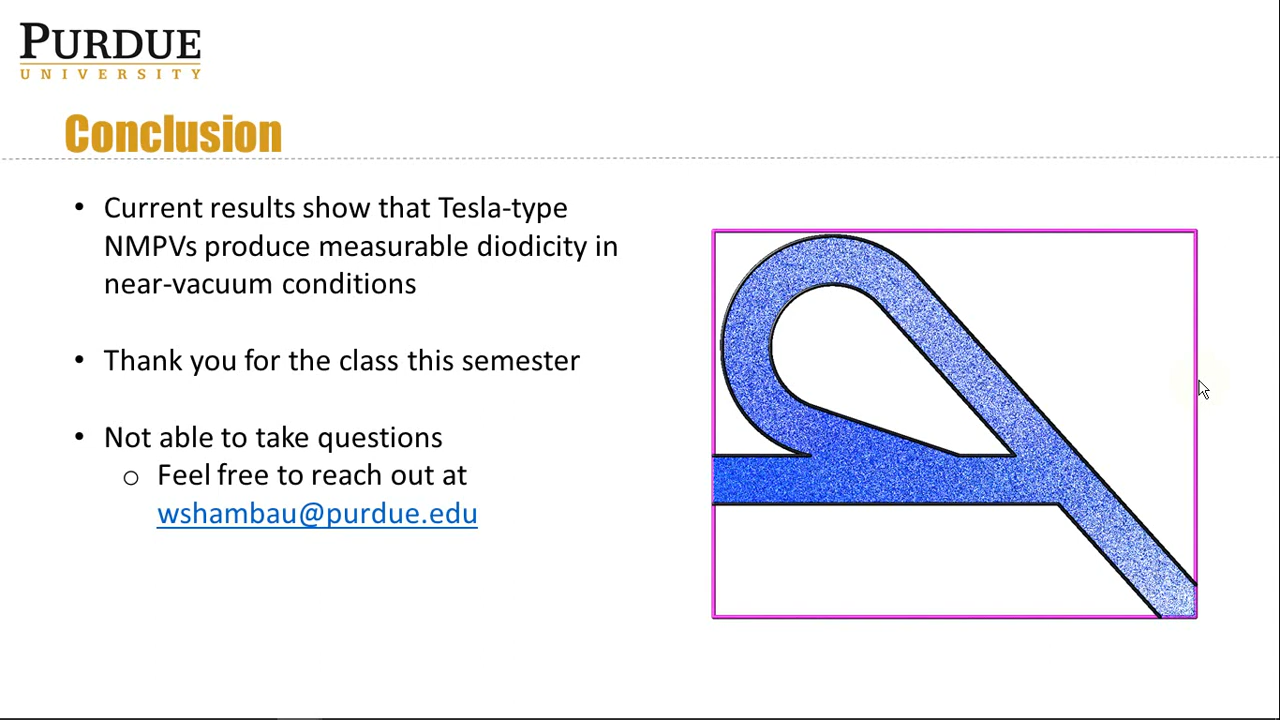 PURDUE
UNIVERSITY
Conclusion
• Current results show that Tesla-type
NMPVs produce measurable diodicity in
near-vacuum conditions
• Thank you for the class this semester
• Not able to take questions
o Feel free to reach out at
wshambau@purdue.edu